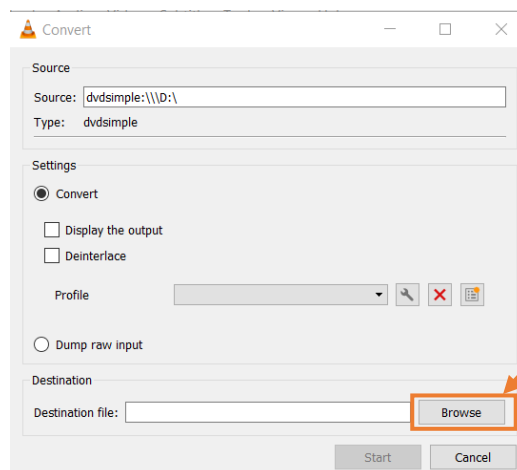 Convert
Source
Source: dvdsimple:\\\D:\
Type: dvdsimple
Settings
Convert
Display the output
Deinterlace
Profile
Dump raw input
Destination
Destination file: Browse
Start Cancel